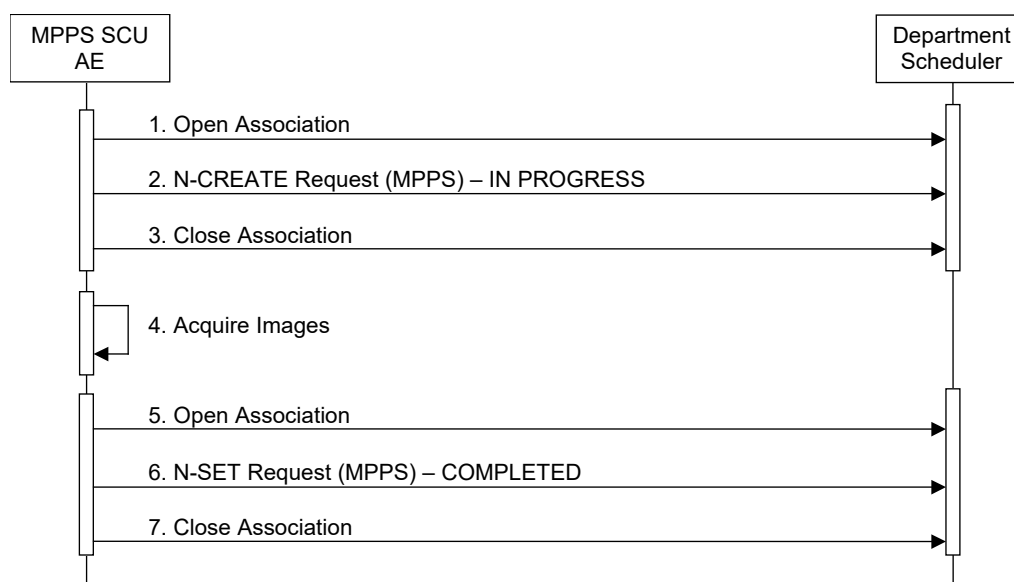 MPPS SCU
AE
Department
Scheduler
1. Open Association
2. N-CREATE Request (MPPS) – IN PROGRESS
3. Close Association
4. Acquire Images
5. Open Association
6. N-SET Request (MPPS) – COMPLETED
7. Close Association